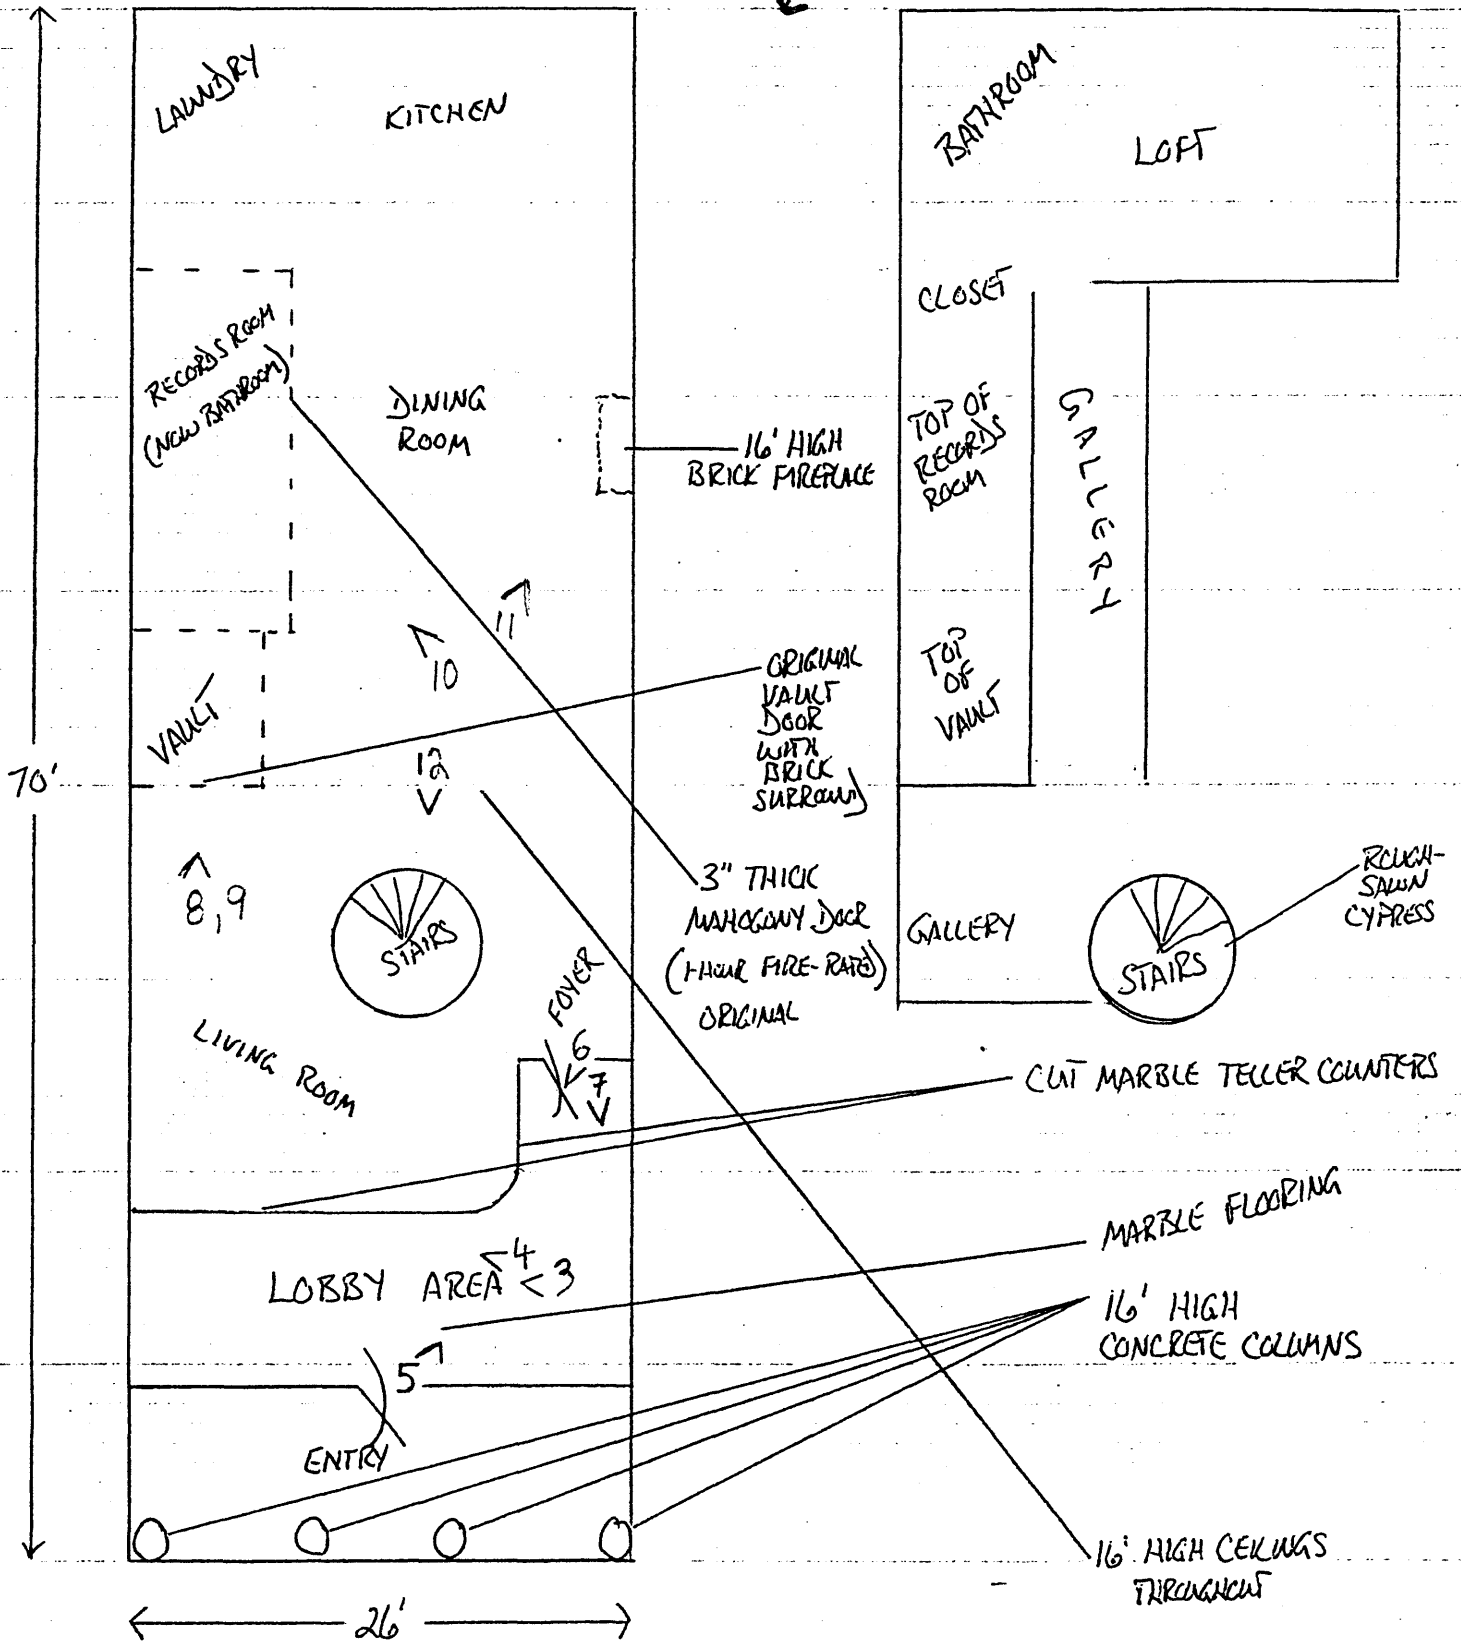 LAUNDRY
KITCHEN
BATHROOM
LOFT
CLOSET
RECORDS ROOM
(NOW BATHROOM)
DINING
ROOM
16' HIGH
BRICK FIREPLACE
TOP OF
RECORDS
ROOM
GALLERY
11
10
VAULT
12
ORIGINAL
VAULT
DOOR
WITH
BRICK
SURROUND
TOP
OF
VAULT
70'
8,9
STAIRS
3" THICK
MAHOGONY DOOR
(1 HOUR FIRE-RATED)
ORIGINAL
GALLERY
STAIRS
ROUGH-
SAWN
CYPRESS
FOYER
LIVING ROOM
6
7
CUT MARBLE TELLER COUNTERS
MARBLE FLOORING
4
LOBBY AREA 3
16' HIGH
CONCRETE COLUMNS
5
ENTRY
16' HIGH CEILINGS
THROUGHOUT
26'